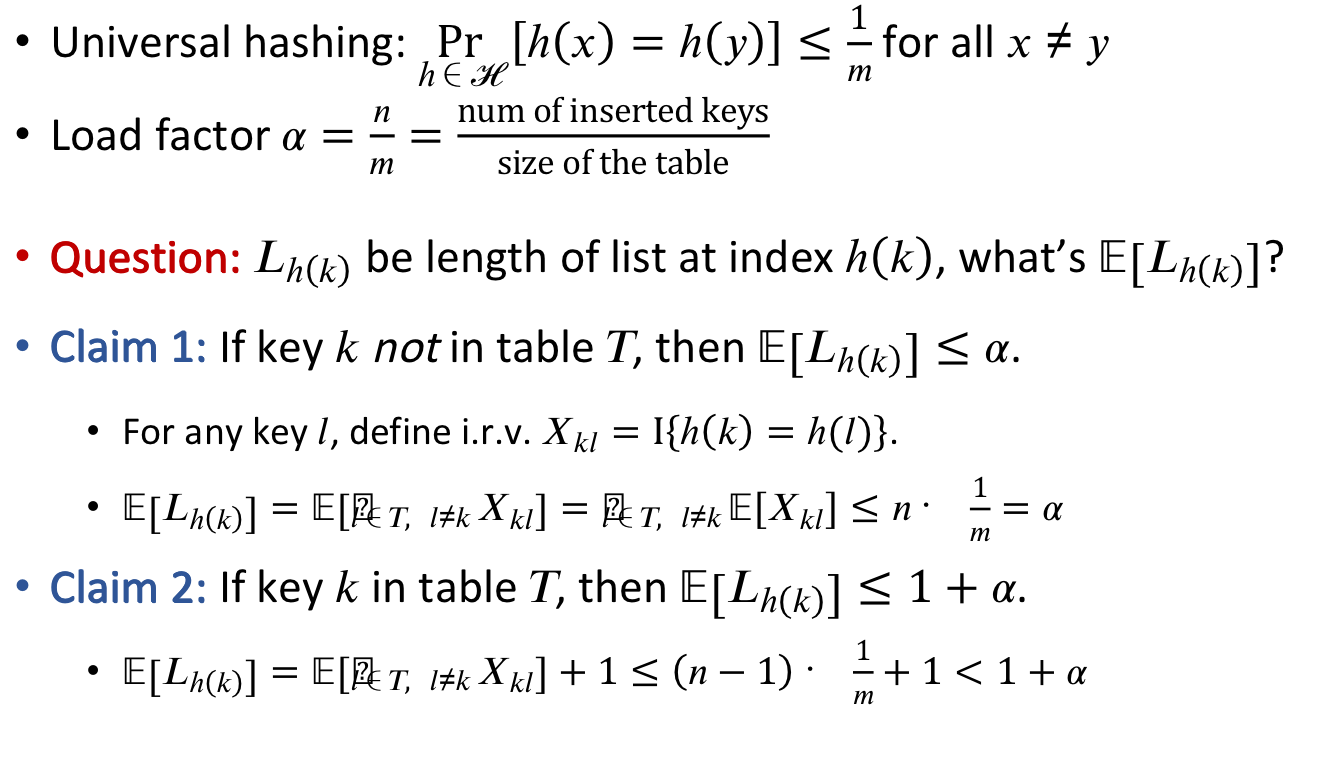 • Universal hashing: Pr_{h ∈ ℋ} [h(x) = h(y)] ≤ 1/m for all x ≠ y
• Load factor α = n/m = num of inserted keys / size of the table
• Question: L_{h(k)} be length of list at index h(k), what's 𝔼[L_{h(k)}]?
• Claim 1: If key k not in table T, then 𝔼[L_{h(k)}] ≤ α.
• For any key l, define i.r.v. X_{kl} = I{h(k) = h(l)}.
• 𝔼[L_{h(k)}] = 𝔼[_{l∈T, l≠k} X_{kl}] = _{l∈T, l≠k} 𝔼[X_{kl}] ≤ n · 1/m = α
• Claim 2: If key k in table T, then 𝔼[L_{h(k)}] ≤ 1 + α.
• 𝔼[L_{h(k)}] = 𝔼[_{l∈T, l≠k} X_{kl}] + 1 ≤ (n − 1) · 1/m + 1 < 1 + α